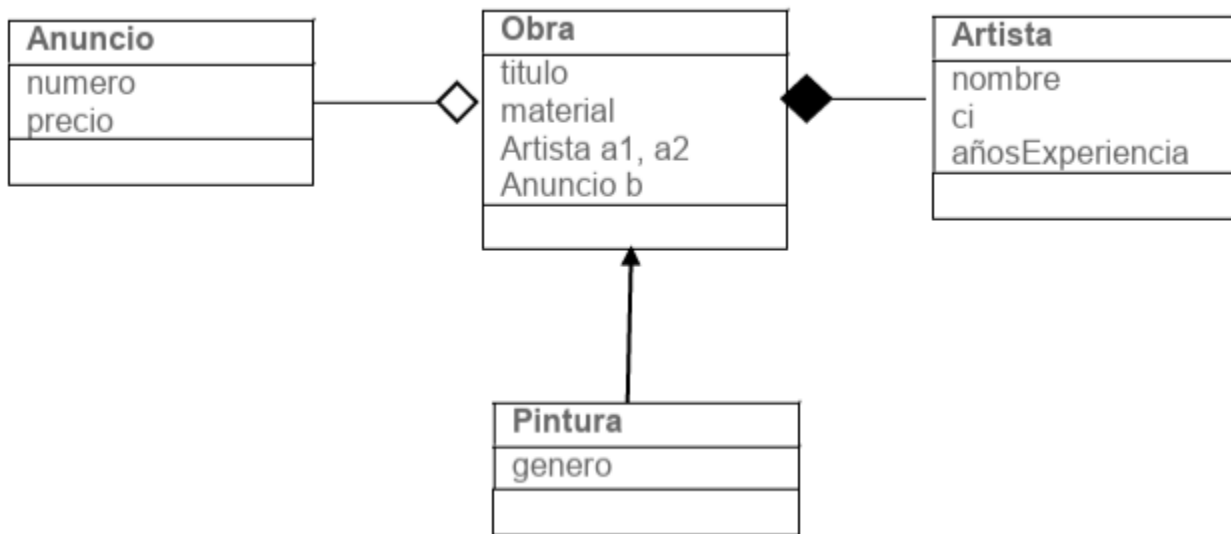 Anuncio
numero
precio
Obra
titulo
material
Artista a1, a2
Anuncio b
Artista
nombre
ci
añosExperiencia
Pintura
genero